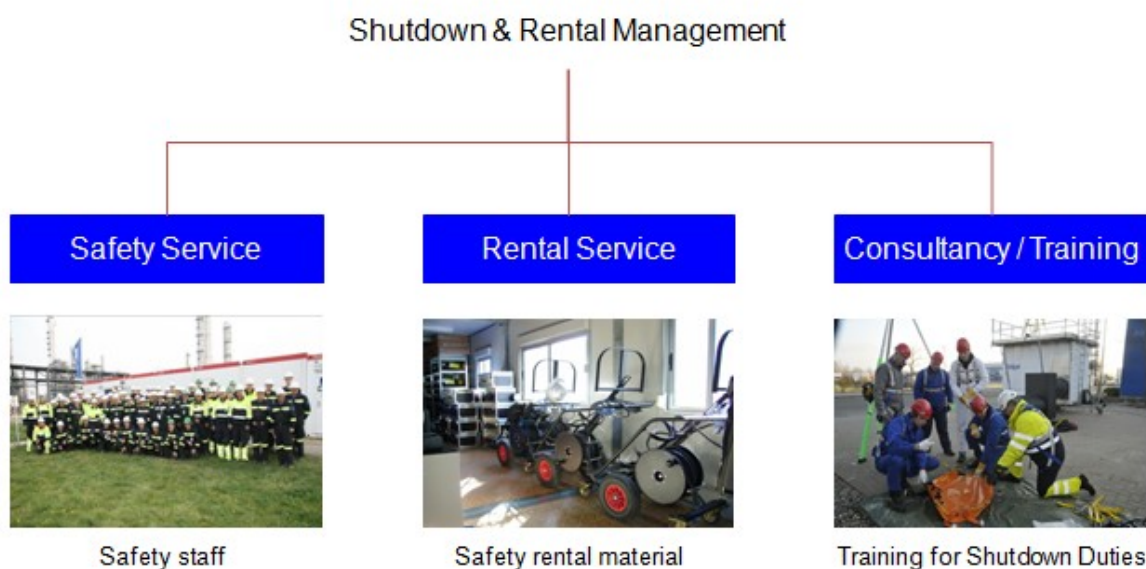 Shutdown & Rental Management
Safety Service
Rental Service
Consultancy / Training
Safety staff
Safety rental material
Training for Shutdown Duties